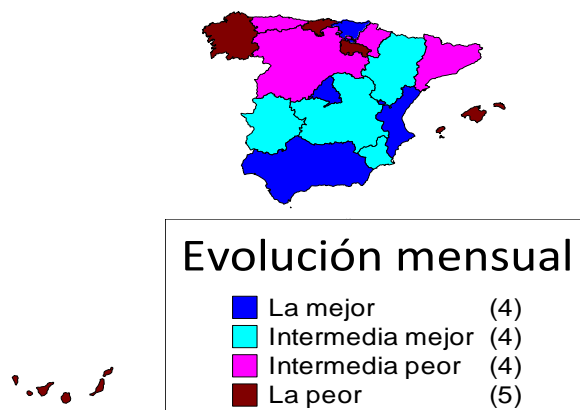 Evolución mensual
La mejor (4)
Intermedia mejor (4)
Intermedia peor (4)
La peor (5)